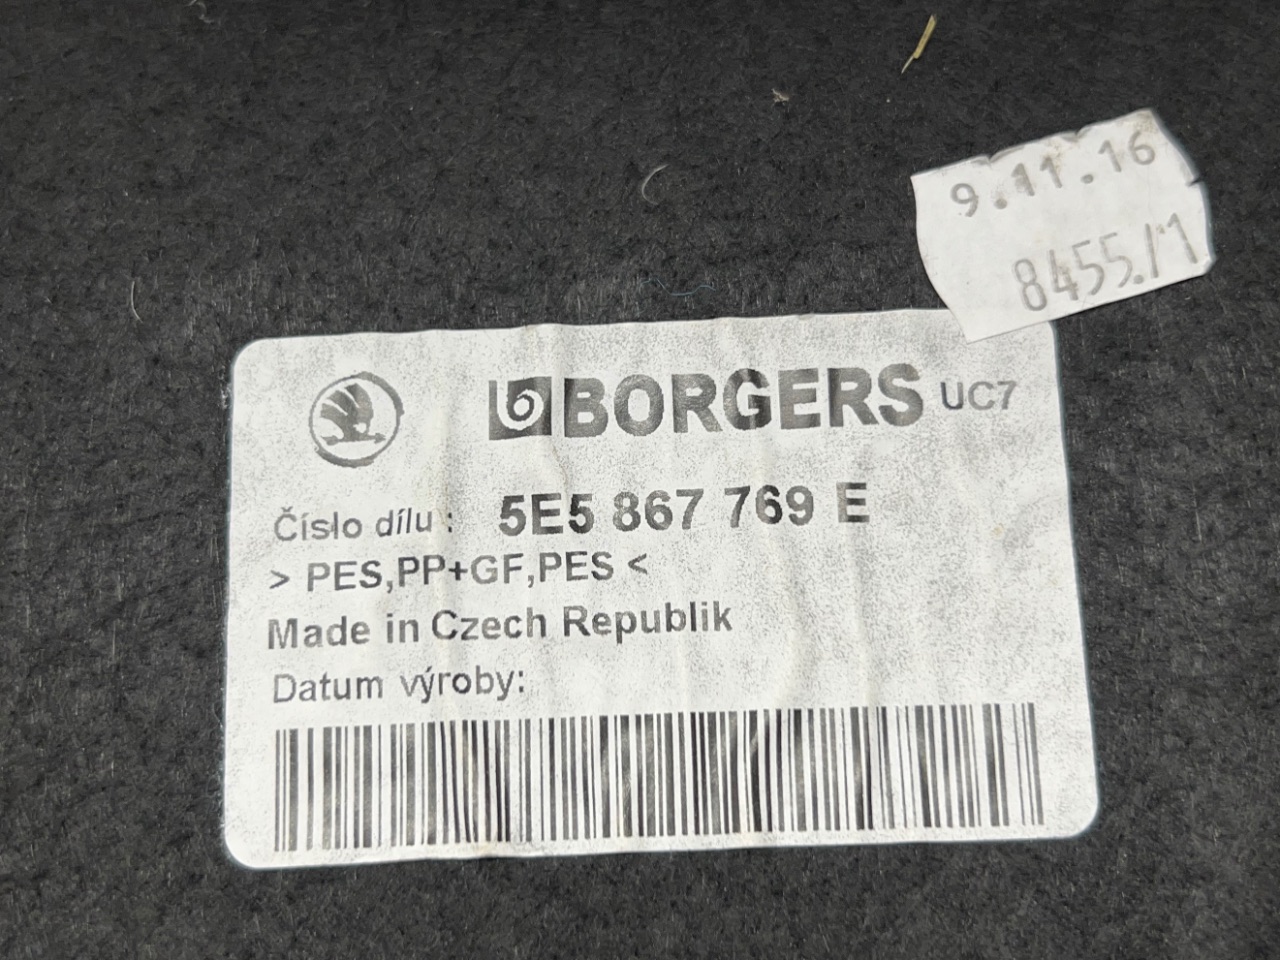 9.11.16
8455./1
BORGERS UC7
Číslo dílu : 5E5 867 769 E
> PES,PP+GF,PES <
Made in Czech Republik
Datum výroby: